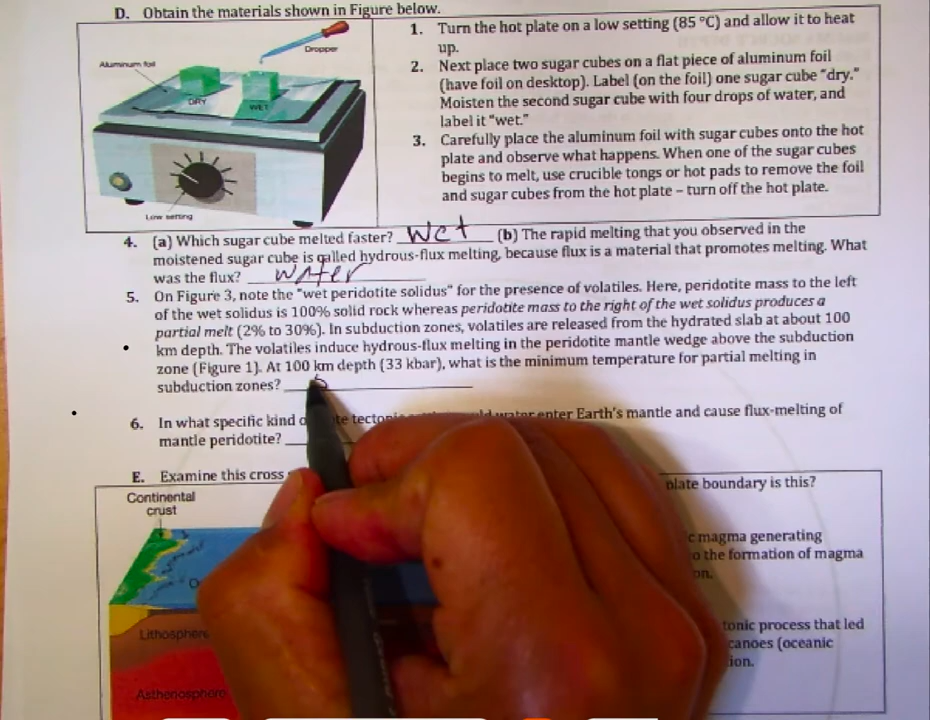 D. Obtain the materials shown in Figure below.
Dropper
Aluminum foil
DRY
WET
Low setting
1. Turn the hot plate on a low setting (85 °C) and allow it to heat
up.
2. Next place two sugar cubes on a flat piece of aluminum foil
(have foil on desktop). Label (on the foil) one sugar cube "dry."
Moisten the second sugar cube with four drops of water, and
label it "wet."
3. Carefully place the aluminum foil with sugar cubes onto the hot
plate and observe what happens. When one of the sugar cubes
begins to melt, use crucible tongs or hot pads to remove the foil
and sugar cubes from the hot plate – turn off the hot plate.
4. (a) Which sugar cube melted faster? wet (b) The rapid melting that you observed in the
moistened sugar cube is called hydrous-flux melting, because flux is a material that promotes melting. What
was the flux? water
5. On Figure 3, note the "wet peridotite solidus" for the presence of volatiles. Here, peridotite mass to the left
of the wet solidus is 100% solid rock whereas peridotite mass to the right of the wet solidus produces a
partial melt (2% to 30%). In subduction zones, volatiles are released from the hydrated slab at about 100
km depth. The volatiles induce hydrous-flux melting in the peridotite mantle wedge above the subduction
zone (Figure 1). At 100 km depth (33 kbar), what is the minimum temperature for partial melting in
subduction zones?
6. In what specific kind enter Earth's mantle and cause flux-melting of
mantle peridotite?
E. Examine this cross plate boundary is this?
Continental
crust
magma generating
the formation of magma
Lithosphere
that led
(oceanic
Asthenosphere